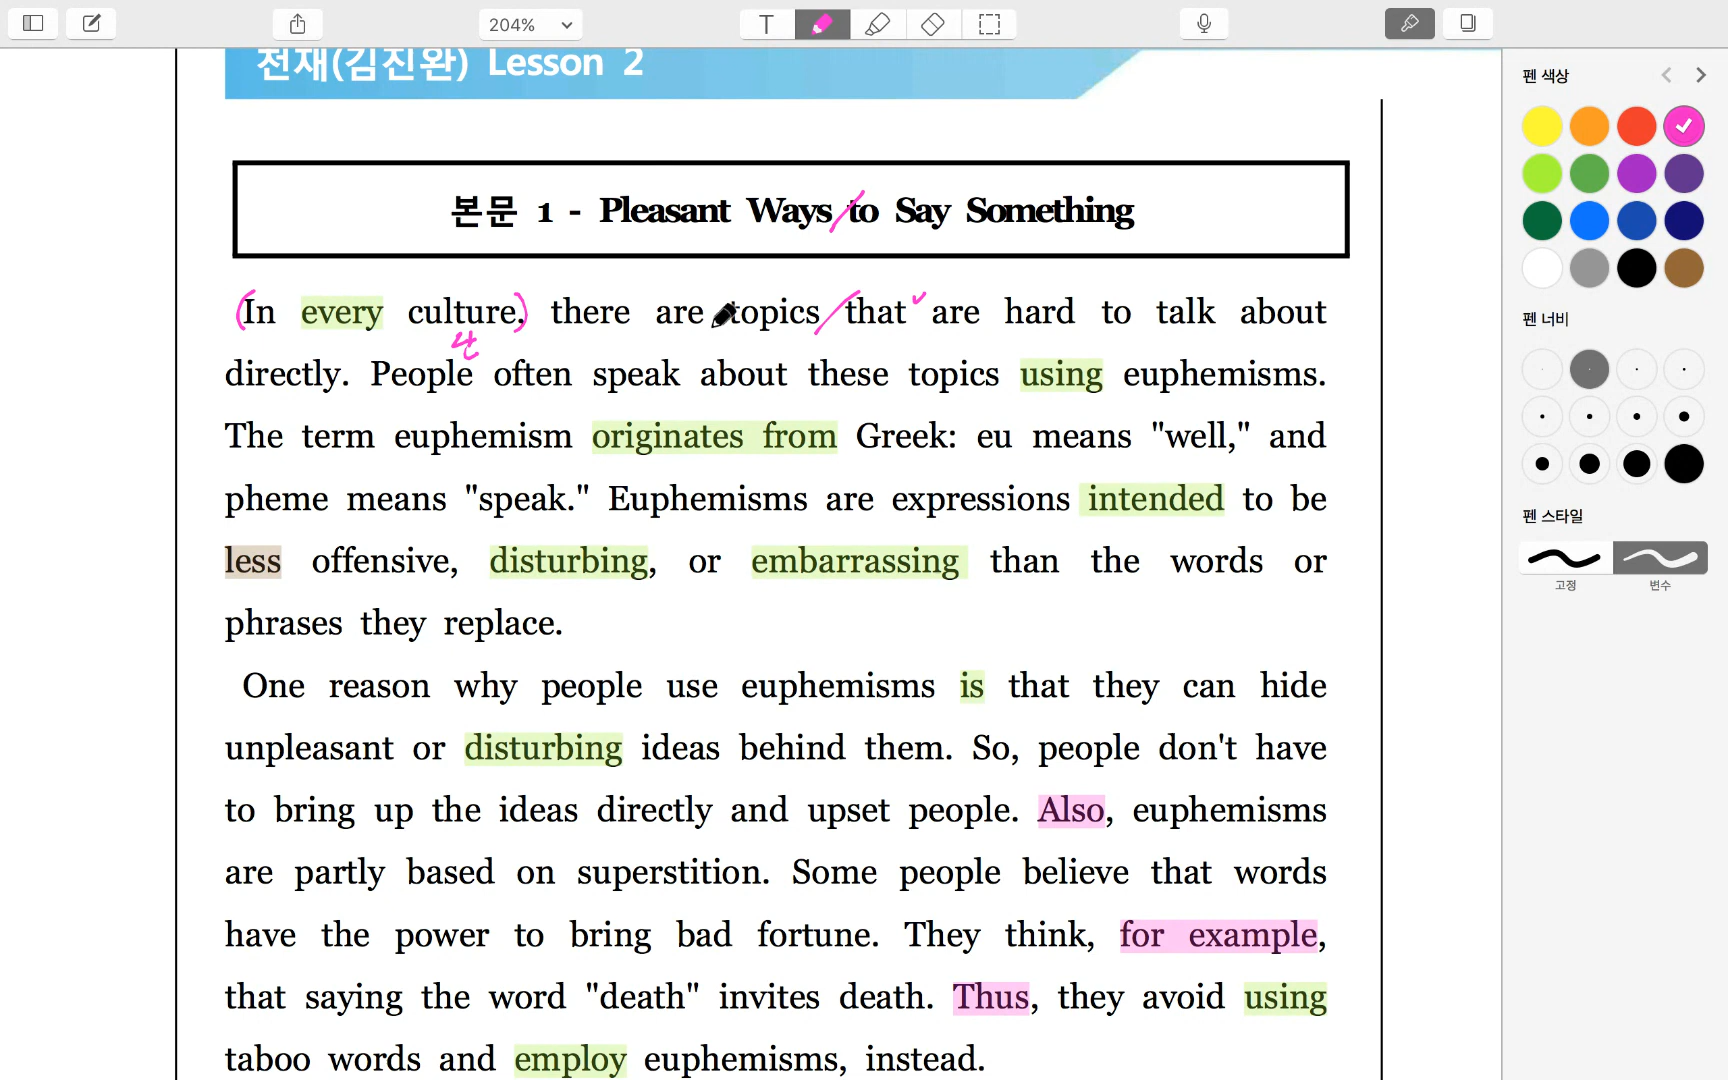 204%
T
천재(김진완) Lesson 2
본문 1 - Pleasant Ways to Say Something
In every culture, there are topics that are hard to talk about
단
directly. People often speak about these topics using euphemisms.
The term euphemism originates from Greek: eu means "well," and
pheme means "speak." Euphemisms are expressions intended to be
less offensive, disturbing, or embarrassing than the words or
phrases they replace.
One reason why people use euphemisms is that they can hide
unpleasant or disturbing ideas behind them. So, people don't have
to bring up the ideas directly and upset people. Also, euphemisms
are partly based on superstition. Some people believe that words
have the power to bring bad fortune. They think, for example,
that saying the word "death" invites death. Thus, they avoid using
taboo words and employ euphemisms, instead.
펜 색상
펜 너비
펜 스타일
고정
변수